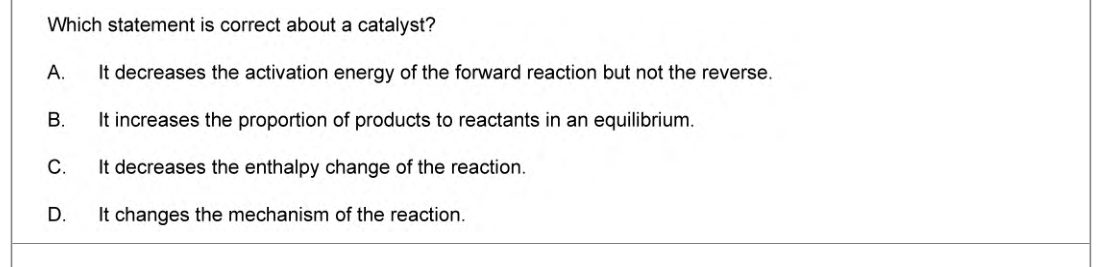 Which statement is correct about a catalyst?
A. It decreases the activation energy of the forward reaction but not the reverse.
B. It increases the proportion of products to reactants in an equilibrium.
C. It decreases the enthalpy change of the reaction.
D. It changes the mechanism of the reaction.